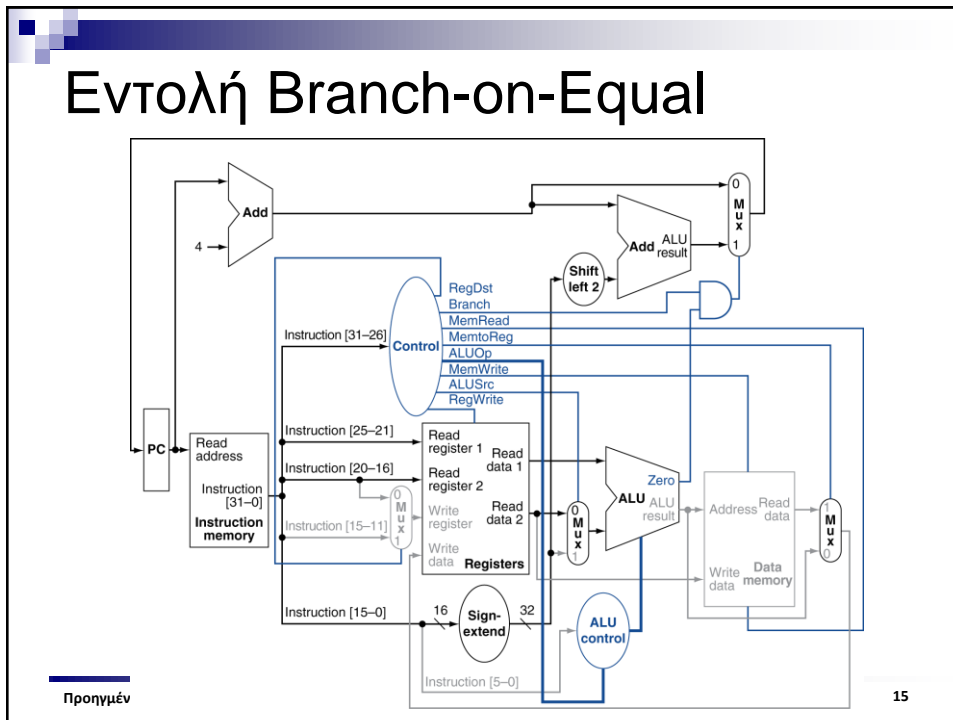 Εντολή Branch-on-Equal
0
M
u
x
1
Add
4
Add
ALU
result
Shift
left 2
RegDst
Branch
MemRead
MemtoReg
ALUOp
MemWrite
ALUSrc
RegWrite
Instruction [31–26]
Control
PC
Read
address
Instruction
[31–0]
Instruction
memory
Instruction [25–21]
Instruction [20–16]
Instruction [15–11]
0
M
u
x
1
Read
register 1
Read
register 2
Write
register
Write
data
Read
data 1
Read
data 2
Registers
0
M
u
x
1
Zero
ALU
ALU
result
Address
Read
data
Write
data
Data
memory
1
M
u
x
0
Instruction [15–0]
16
Sign-
extend
32
ALU
control
Instruction [5–0]
Προηγμέν
15